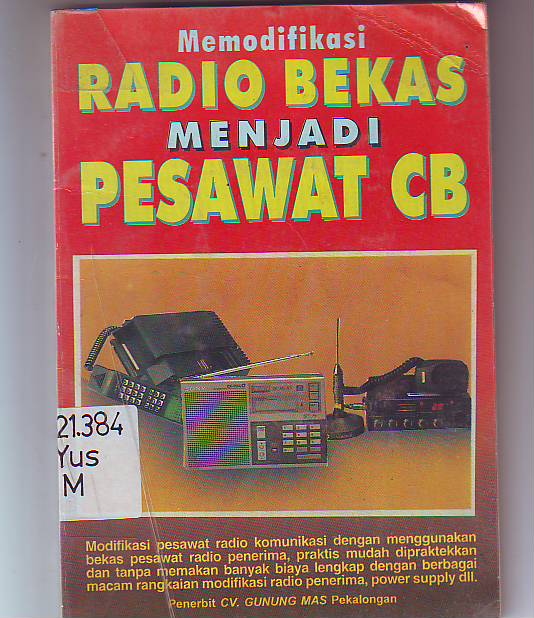 Memodifikasi
RADIO BEKAS
MENJADI
PESAWAT CB
21.384
Yus
M
Modifikasi pesawat radio komunikasi dengan menggunakan
bekas pesawat radio penerima, praktis mudah dipraktekkan
dan tanpa memakan banyak biaya lengkap dengan berbagai
macam rangkaian modifikasi radio penerima, power supply dll.
Penerbit CV. GUNUNG MAS Pekalongan